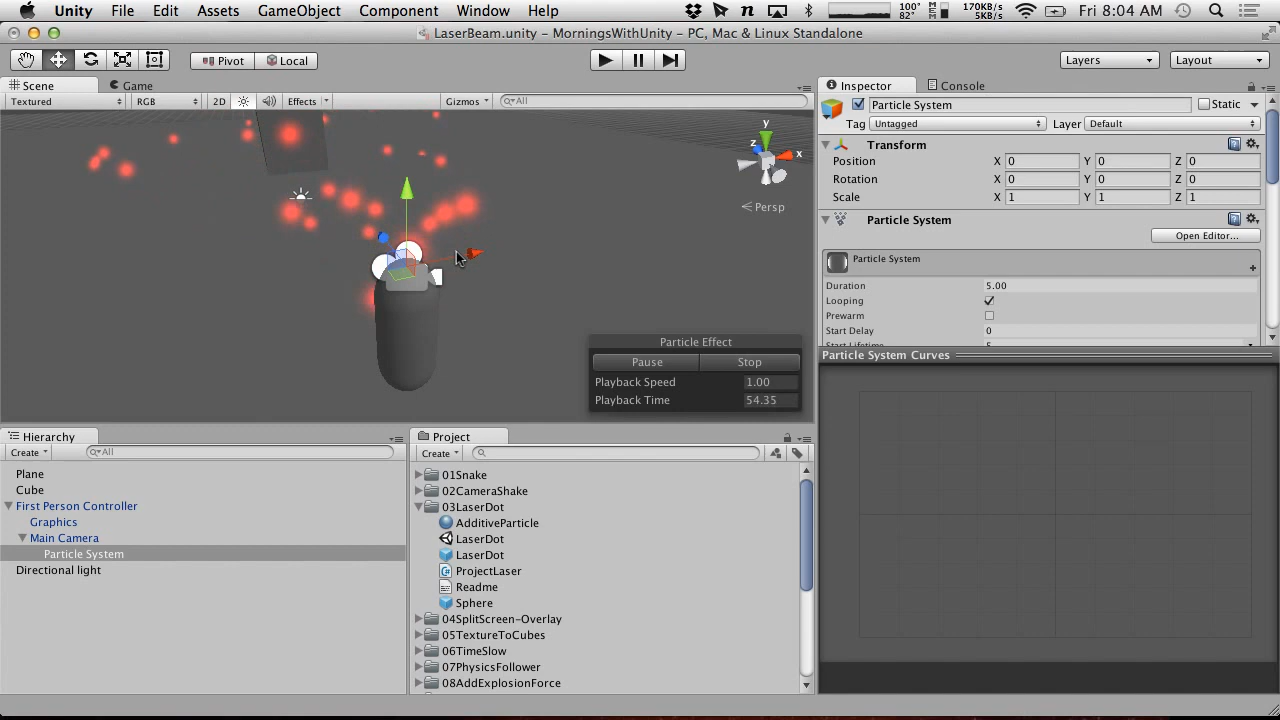 Unity File Edit Assets GameObject Component Window Help 100° 82° MEM 170KB/S 5KB/S Fri 8:04 AM
LaserBeam.unity - MorningsWithUnity - PC, Mac & Linux Standalone
Pivot Local Layers Layout
Scene Game
Textured RGB 2D Effects Gizmos All
y
z
x
Persp
Particle Effect
Pause Stop
Playback Speed 1.00
Playback Time 54.35
Inspector Console
Particle System Static
Tag Untagged Layer Default
Transform
Position X 0 Y 0 Z 0
Rotation X 0 Y 0 Z 0
Scale X 1 Y 1 Z 1
Particle System
Open Editor...
Particle System
Duration 5.00
Looping
Prewarm
Start Delay 0
Start Lifetime 5
Particle System Curves
Hierarchy
Create All
Plane
Cube
First Person Controller
Graphics
Main Camera
Particle System
Directional light
Project
Create
01Snake
02CameraShake
03LaserDot
AdditiveParticle
LaserDot
LaserDot
ProjectLaser
Readme
Sphere
04SplitScreen-Overlay
05TextureToCubes
06TimeSlow
07PhysicsFollower
08AddExplosionForce